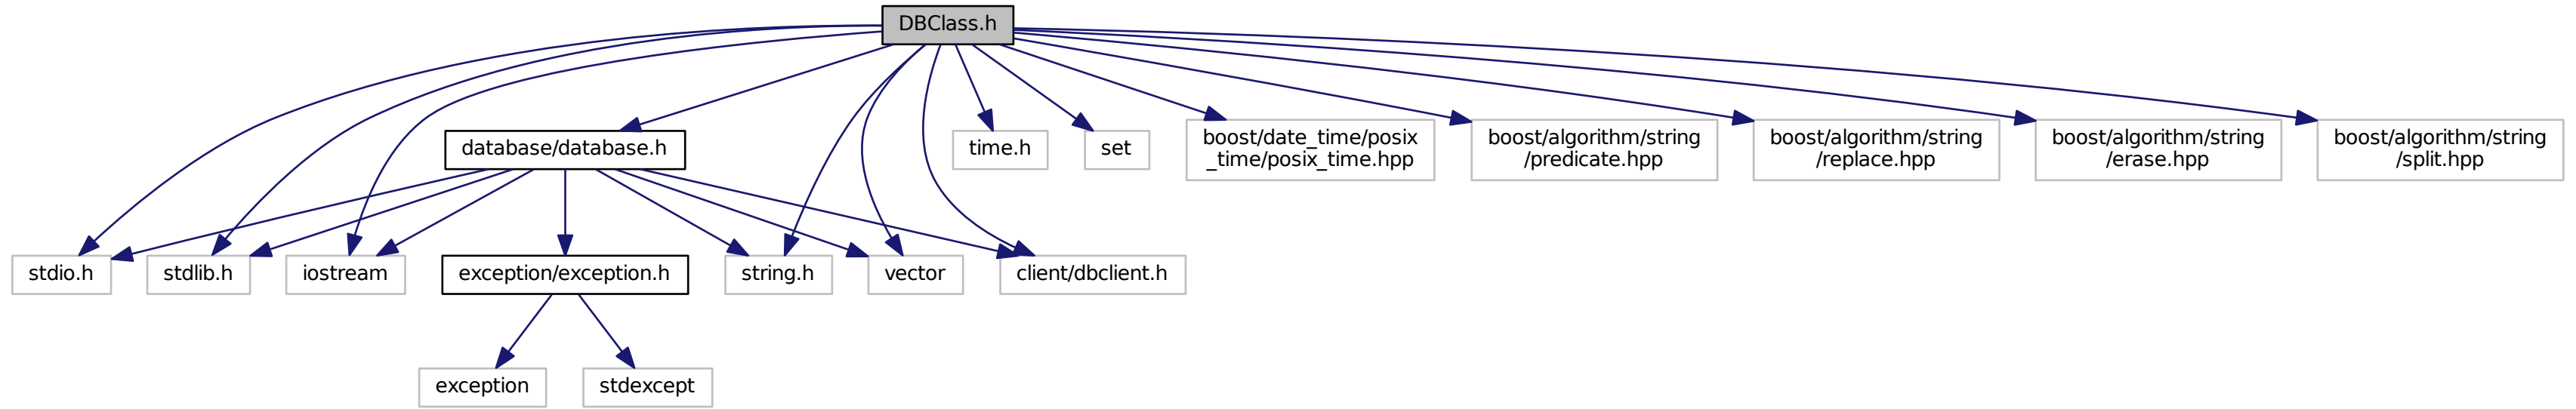 DBClass.h
database/database.h
time.h
set
boost/date_time/posix
_time/posix_time.hpp
boost/algorithm/string
/predicate.hpp
boost/algorithm/string
/replace.hpp
boost/algorithm/string
/erase.hpp
boost/algorithm/string
/split.hpp
stdio.h
stdlib.h
iostream
exception/exception.h
string.h
vector
client/dbclient.h
exception
stdexcept